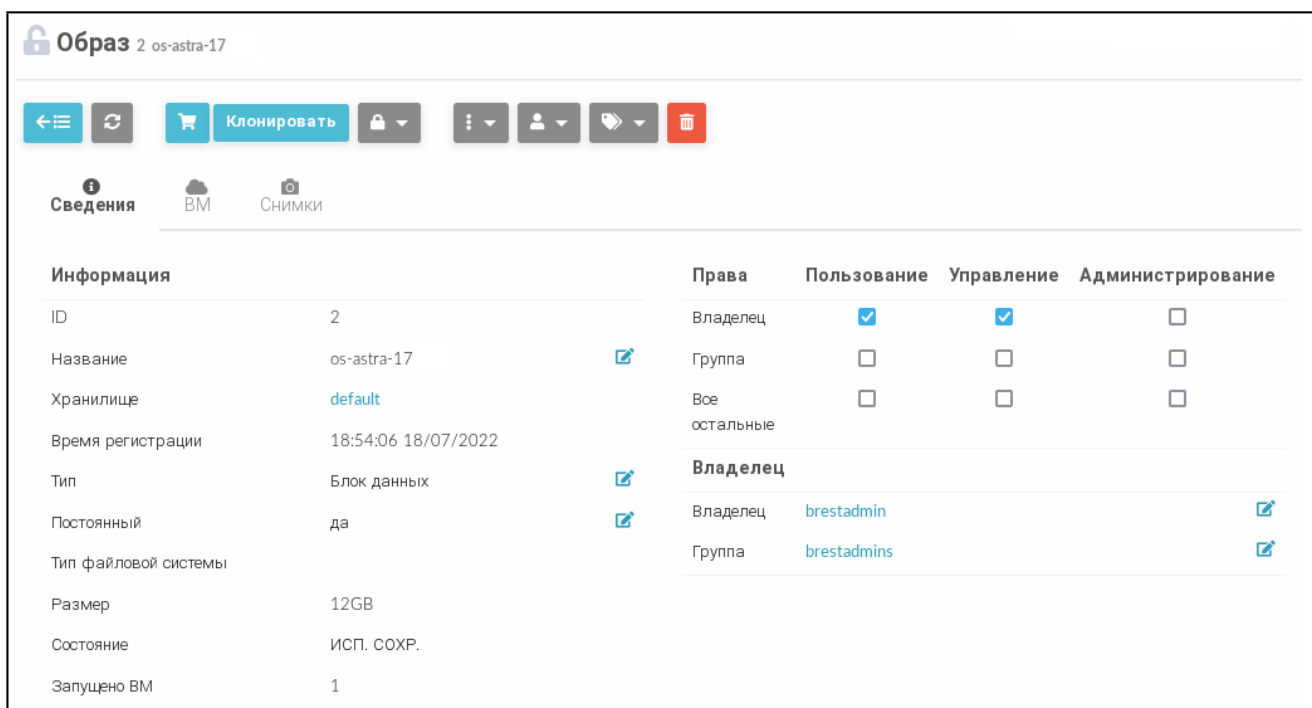 Образ 2 os-astra-17
Клонировать
Сведения ВМ Снимки
Информация
ID 2
Название os-astra-17
Хранилище default
Время регистрации 18:54:06 18/07/2022
Тип Блок данных
Постоянный да
Тип файловой системы
Размер 12GB
Состояние ИСП. СОХР.
Запущено ВМ 1
Права Пользование Управление Администрирование
Владелец
Группа
Все
остальные
Владелец
Владелец brestadmin
Группа brestadmins